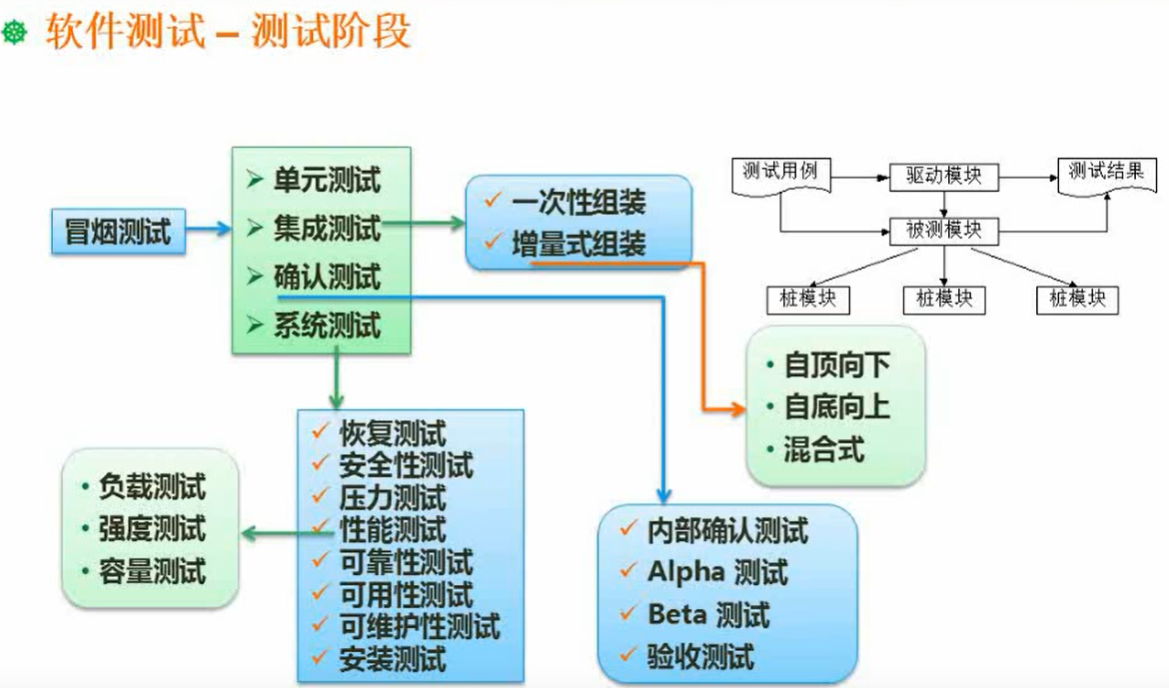 软件测试 – 测试阶段
冒烟测试
单元测试
集成测试
确认测试
系统测试
一次性组装
增量式组装
测试用例
驱动模块
测试结果
被测模块
桩模块
桩模块
桩模块
自顶向下
自底向上
混合式
恢复测试
安全性测试
压力测试
性能测试
可靠性测试
可用性测试
可维护性测试
安装测试
负载测试
强度测试
容量测试
内部确认测试
Alpha 测试
Beta 测试
验收测试